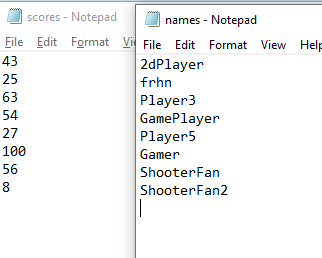 scores - Notepad
File Edit Format Vie
43
25
63
54
27
100
56
8
names - Notepad
File Edit Format View Help
2dPlayer
frhn
Player3
GamePlayer
Player5
Gamer
ShooterFan
ShooterFan2